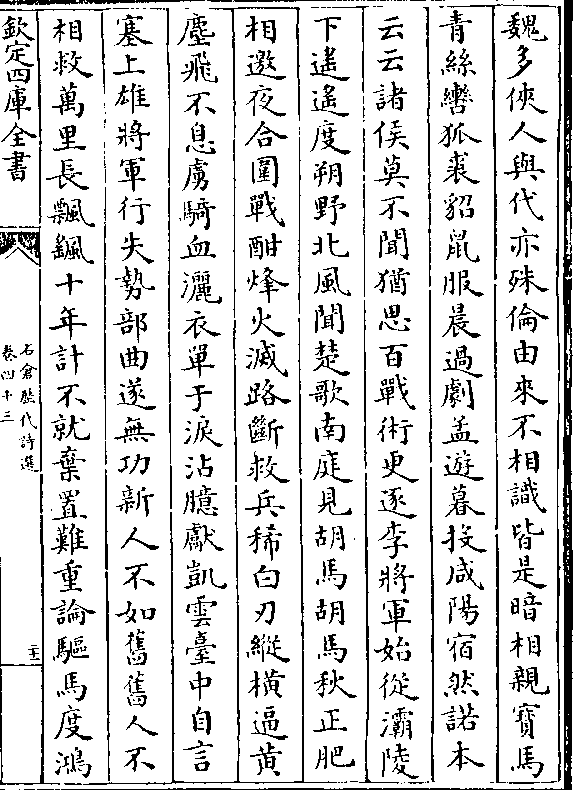 魏多俠人與代亦殊倫由來不相識皆是暗相親寳馬
青絲轡狐裘貂鼠服晨過劇孟遊暮投咸陽宿然諾本
云云諸侯莫不聞猶思百戰術更逐李將軍始從灞陵
下遙遙度朔野北風聞楚歌南庭見胡馬胡馬秋正肥
相邀夜合圍戰酣烽火滅路斷救兵稀白刃縱横逼黄
塵飛不息虜騎血灑衣單于淚沾臆獻凱雲臺中自言
塞上雄將軍行失勢部曲遂無功新人不如舊舊人不
相救萬里長飄飖十年計不就棄置難重論驅馬度鴻
欽定四庫全書
石倉歷代詩選
卷四十三
二十三